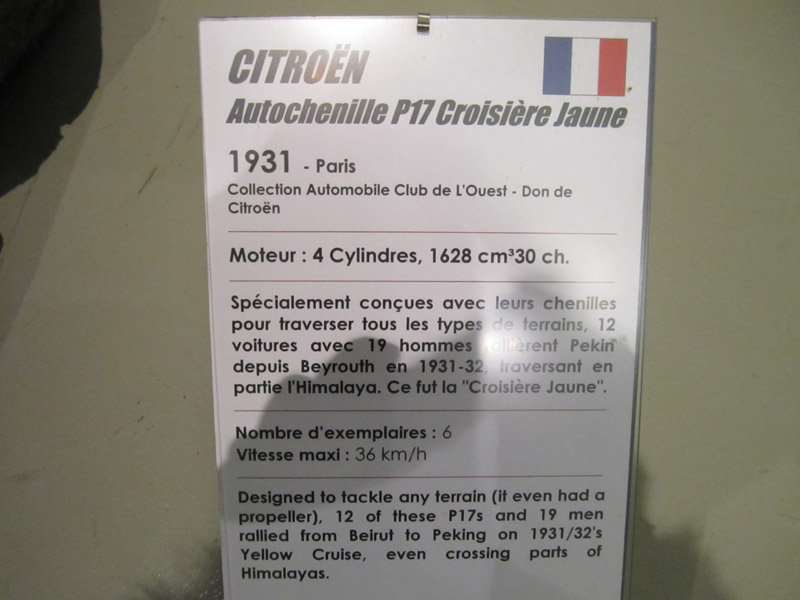 CITROËN
Autochenille P17 Croisière Jaune
1931 - Paris
Collection Automobile Club de L'Ouest - Don de
Citroën
Moteur : 4 Cylindres, 1628 cm³30 ch.
Spécialement conçues avec leurs chenilles
pour traverser tous les types de terrains, 12
voitures avec 19 hommes allèrent Pekin
depuis Beyrouth en 1931-32, traversant en
partie l'Himalaya. Ce fut la "Croisière Jaune".
Nombre d'exemplaires : 6
Vitesse maxi : 36 km/h
Designed to tackle any terrain (it even had a
propeller), 12 of these P17s and 19 men
rallied from Beirut to Peking on 1931/32's
Yellow Cruise, even crossing parts of
Himalayas.